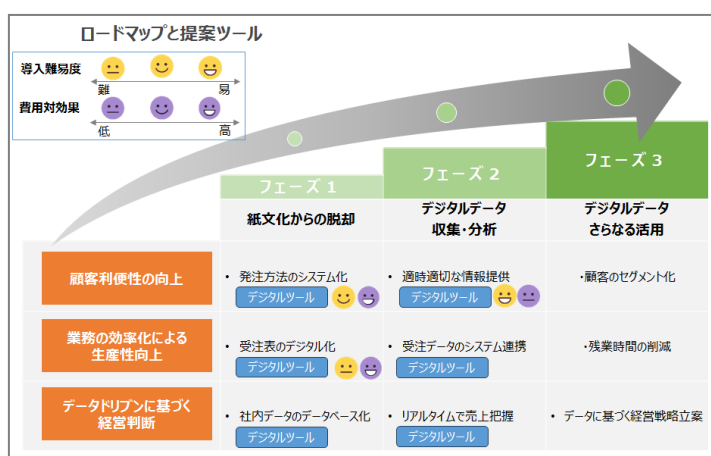 ロードマップと提案ツール
導入難易度
難 易
費用対効果
低 高
フェーズ 1
フェーズ 2
フェーズ 3
紙文化からの脱却
デジタルデータ
収集・分析
デジタルデータ
さらなる活用
顧客利便性の向上
• 発注方法のシステム化
デジタルツール
• 適時適切な情報提供
デジタルツール
・顧客のセグメント化
業務の効率化による
生産性向上
• 受注表のデジタル化
デジタルツール
• 受注データのシステム連携
デジタルツール
・残業時間の削減
データドリブンに基づく
経営判断
• 社内データのデータベース化
デジタルツール
• リアルタイムで売上把握
デジタルツール
• データに基づく経営戦略立案